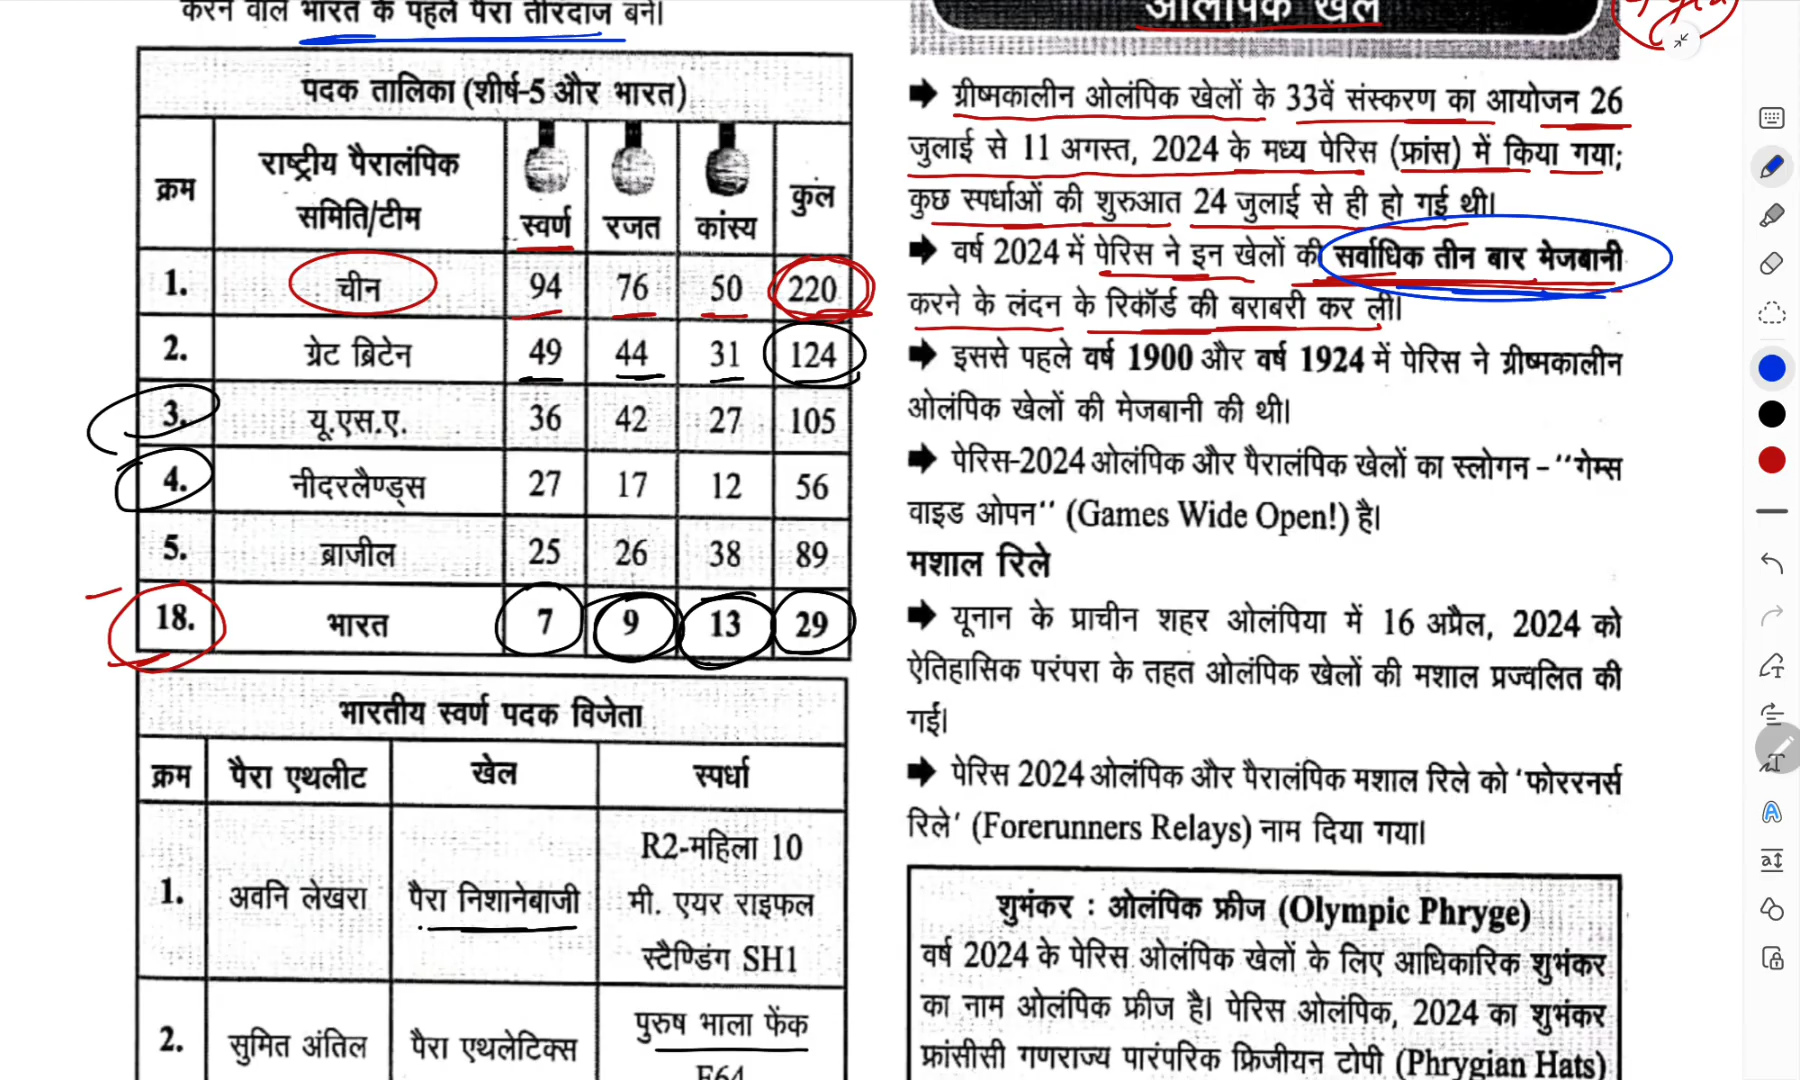 करने वाले भारत के पहले पैरा तीरंदाज बने।
पदक तालिका (शीर्ष-5 और भारत)
क्रम राष्ट्रीय पैरालंपिक समिति/टीम स्वर्ण रजत कांस्य कुल
1. चीन 94 76 50 220
2. ग्रेट ब्रिटेन 49 44 31 124
3. यू.एस.ए. 36 42 27 105
4. नीदरलैण्ड्स 27 17 12 56
5. ब्राजील 25 26 38 89
18. भारत 7 9 13 29
भारतीय स्वर्ण पदक विजेता
क्रम पैरा एथलीट खेल स्पर्धा
1. अवनि लेखरा पैरा निशानेबाजी R2-महिला 10 मी. एयर राइफल स्टैण्डिंग SH1
2. सुमित अंतिल पैरा एथलेटिक्स पुरुष भाला फेंक F64
ओलंपिक खेल
➡ ग्रीष्मकालीन ओलंपिक खेलों के 33वें संस्करण का आयोजन 26
जुलाई से 11 अगस्त, 2024 के मध्य पेरिस (फ्रांस) में किया गया;
कुछ स्पर्धाओं की शुरुआत 24 जुलाई से ही हो गई थी।
➡ वर्ष 2024 में पेरिस ने इन खेलों की सर्वाधिक तीन बार मेजबानी
करने के लंदन के रिकॉर्ड की बराबरी कर ली।
➡ इससे पहले वर्ष 1900 और वर्ष 1924 में पेरिस ने ग्रीष्मकालीन
ओलंपिक खेलों की मेजबानी की थी।
➡ पेरिस-2024 ओलंपिक और पैरालंपिक खेलों का स्लोगन – ''गेम्स
वाइड ओपन'' (Games Wide Open!) है।
मशाल रिले
➡ यूनान के प्राचीन शहर ओलंपिया में 16 अप्रैल, 2024 को
ऐतिहासिक परंपरा के तहत ओलंपिक खेलों की मशाल प्रज्वलित की
गई।
➡ पेरिस 2024 ओलंपिक और पैरालंपिक मशाल रिले को 'फोररनर्स
रिले' (Forerunners Relays) नाम दिया गया।
शुभंकर : ओलंपिक फ्रीज (Olympic Phryge)
वर्ष 2024 के पेरिस ओलंपिक खेलों के लिए आधिकारिक शुभंकर
का नाम ओलंपिक फ्रीज है। पेरिस ओलंपिक, 2024 का शुभंकर
फ्रांसीसी गणराज्य पारंपरिक फ्रिजीयन टोपी (Phrygian Hats)